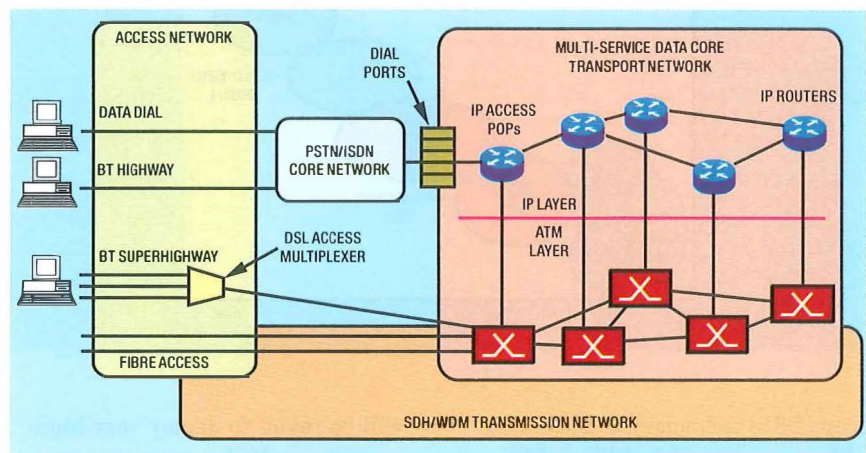 ACCESS NETWORK
DATA DIAL
BT HIGHWAY
BT SUPERHIGHWAY
FIBRE ACCESS
PSTN/ISDN
CORE NETWORK
DSL ACCESS
MULTIPLEXER
DIAL
PORTS
MULTI-SERVICE DATA CORE
TRANSPORT NETWORK
IP ACCESS
POPs
IP ROUTERS
IP LAYER
ATM
LAYER
SDH/WDM TRANSMISSION NETWORK